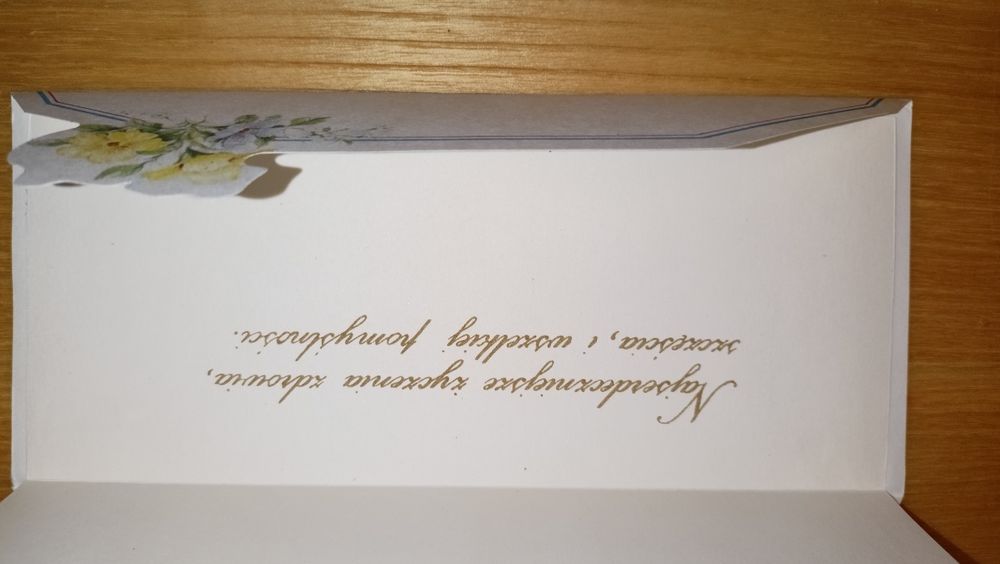 Najserdeczniejsze życzenia zdrowia,
szczęścia, i wszelkiej pomyślności.